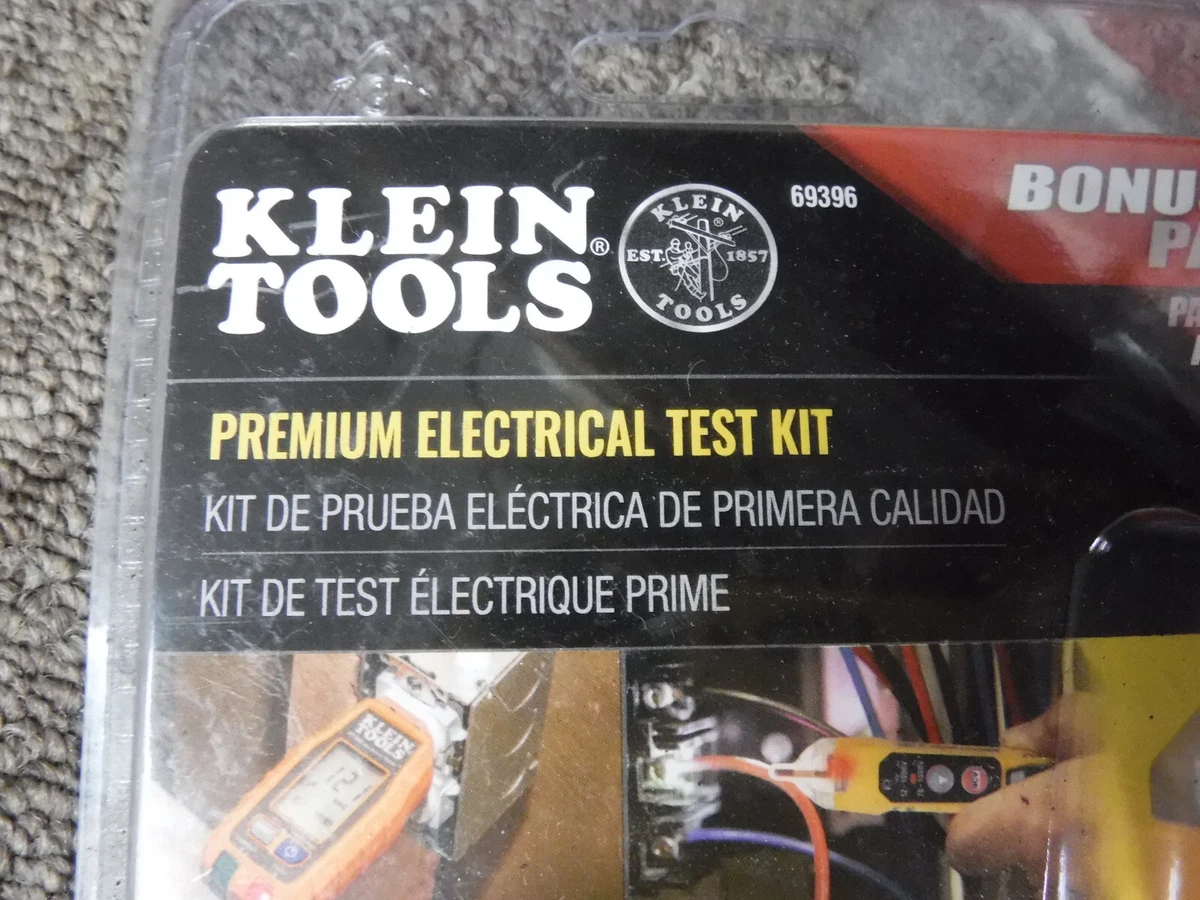 KLEIN
TOOLS®
KLEIN
®
EST. 1857
TOOLS
69396
BONU
PA
PREMIUM ELECTRICAL TEST KIT
KIT DE PRUEBA ELÉCTRICA DE PRIMERA CALIDAD
KIT DE TEST ÉLECTRIQUE PRIME
KLEIN
TOOLS